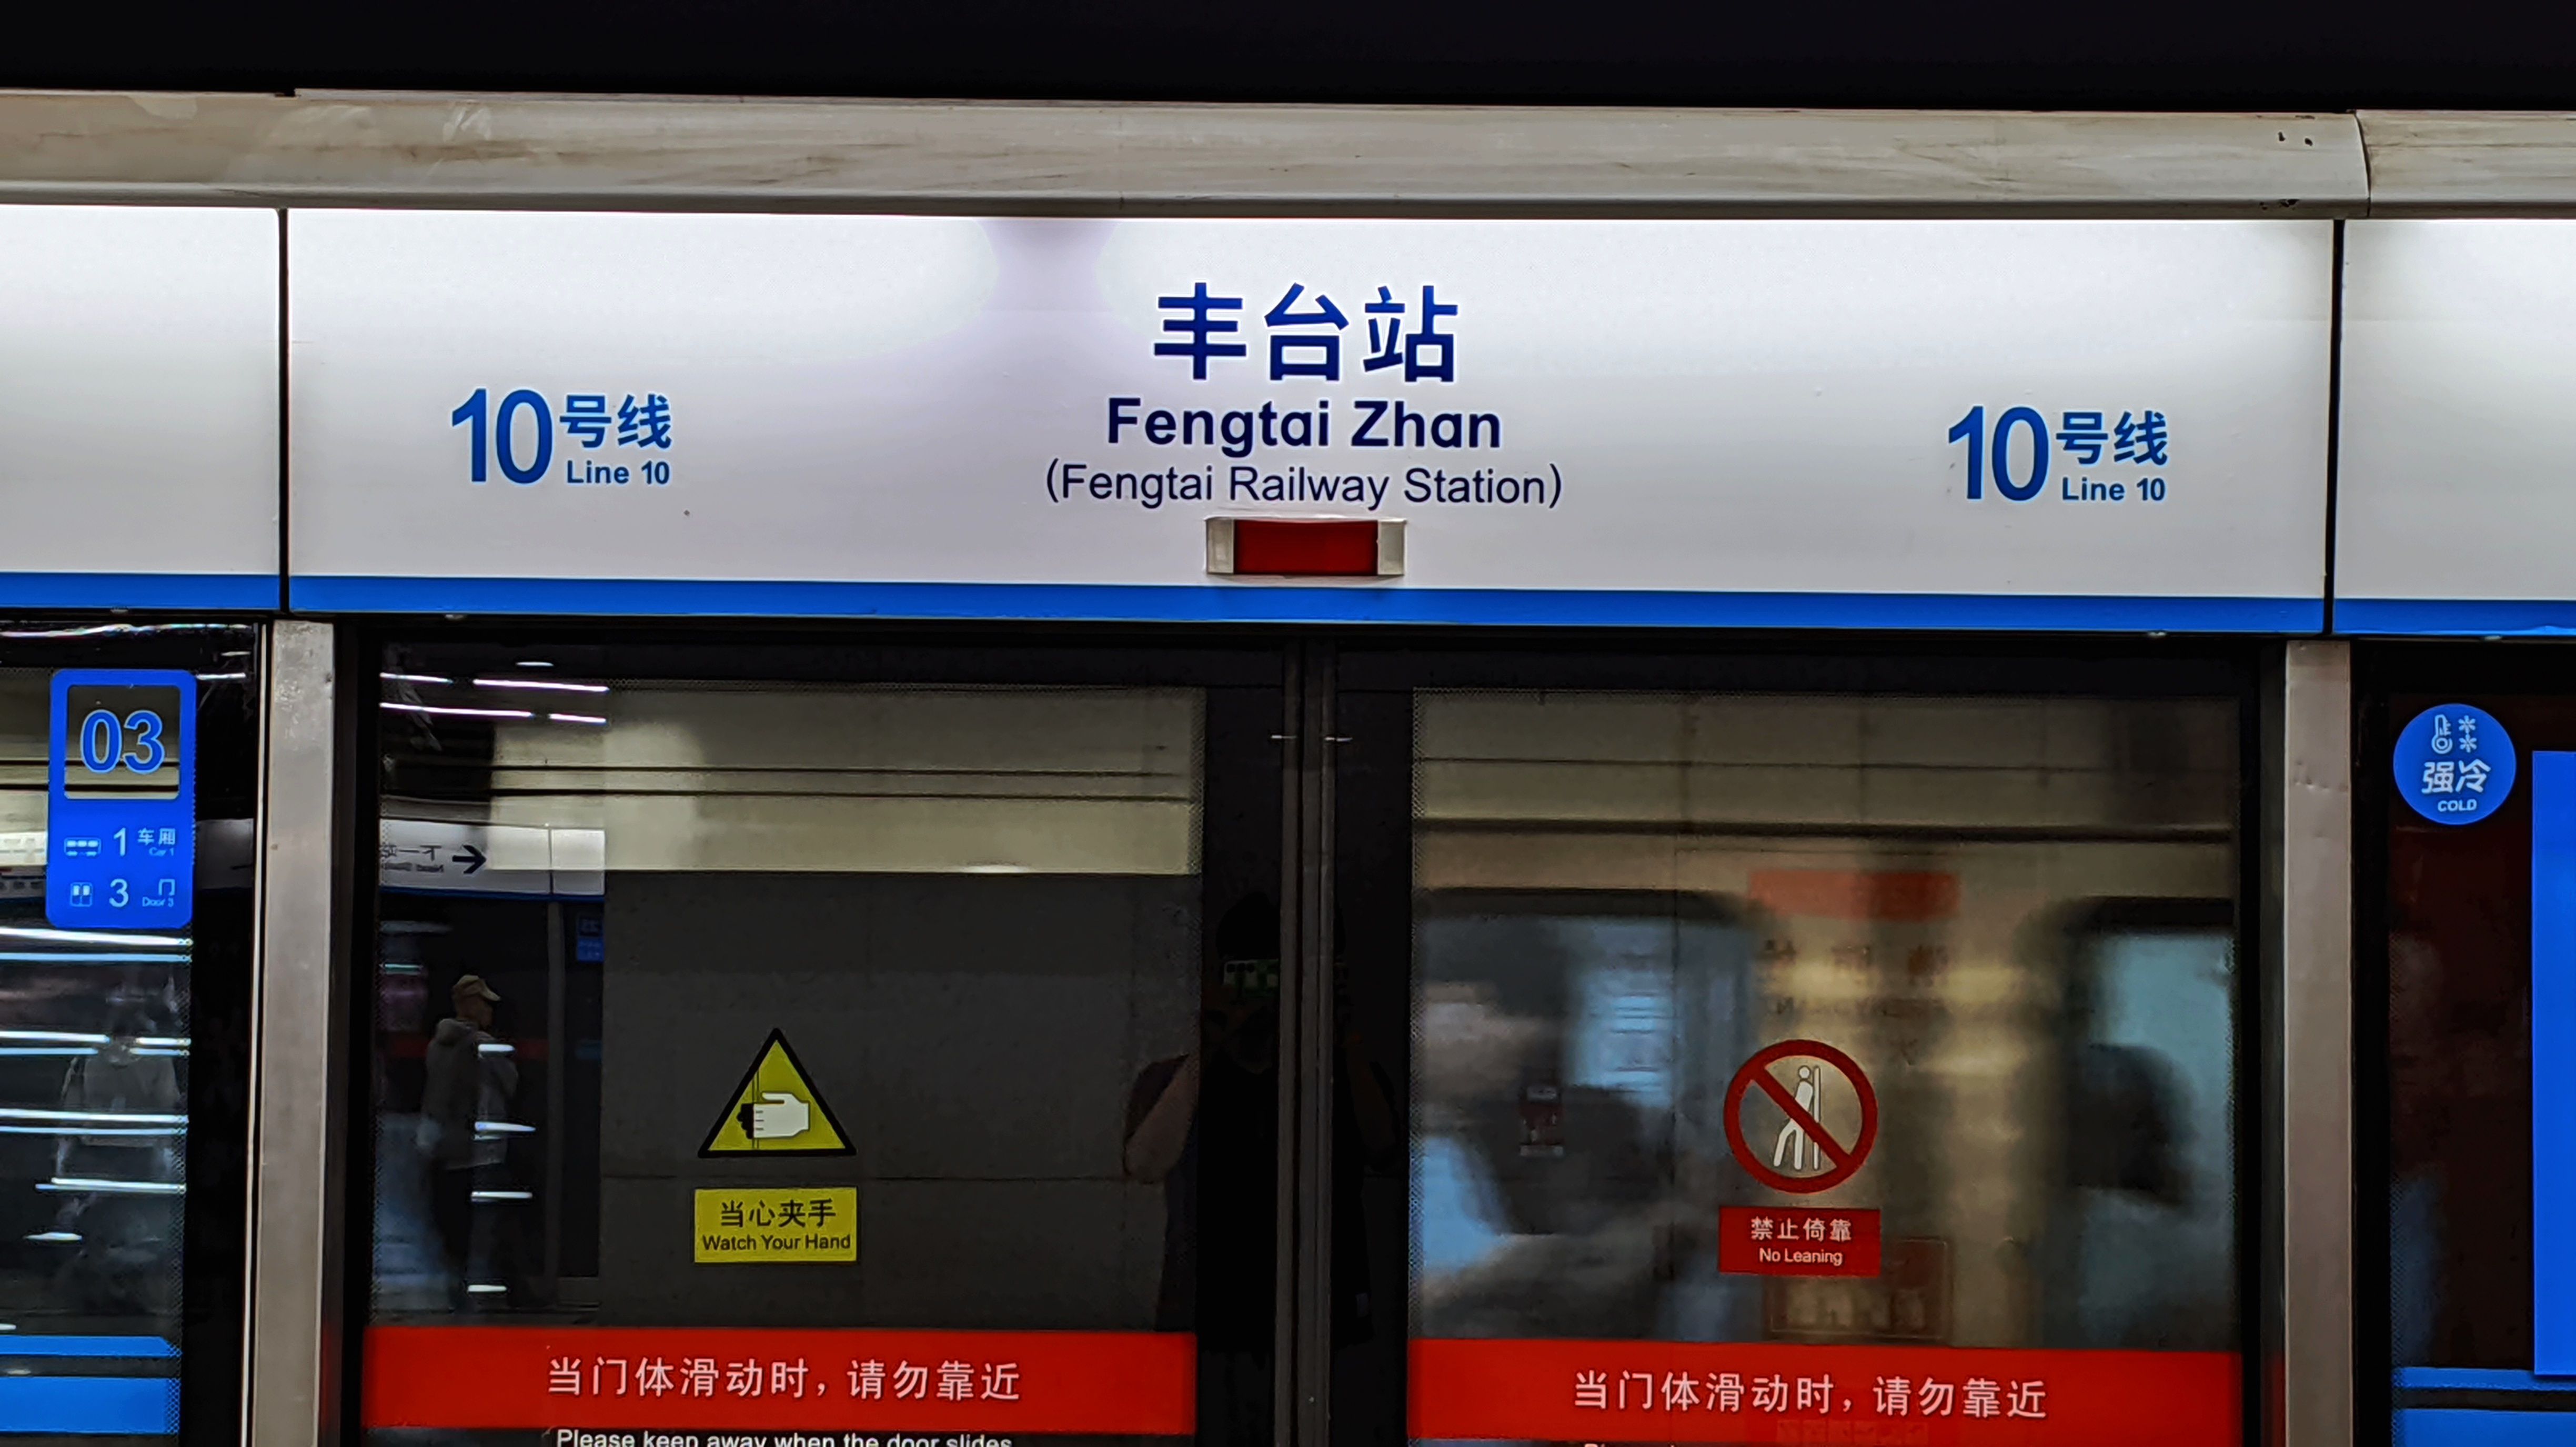 丰台站
Fengtai Zhan
(Fengtai Railway Station)
10号线
Line 10
10号线
Line 10
03
1 车厢
Car 1
3 门
Door 3
强冷
COLD
当心夹手
Watch Your Hand
禁止倚靠
No Leaning
当门体滑动时，请勿靠近
Please keep away when the door slides
当门体滑动时，请勿靠近